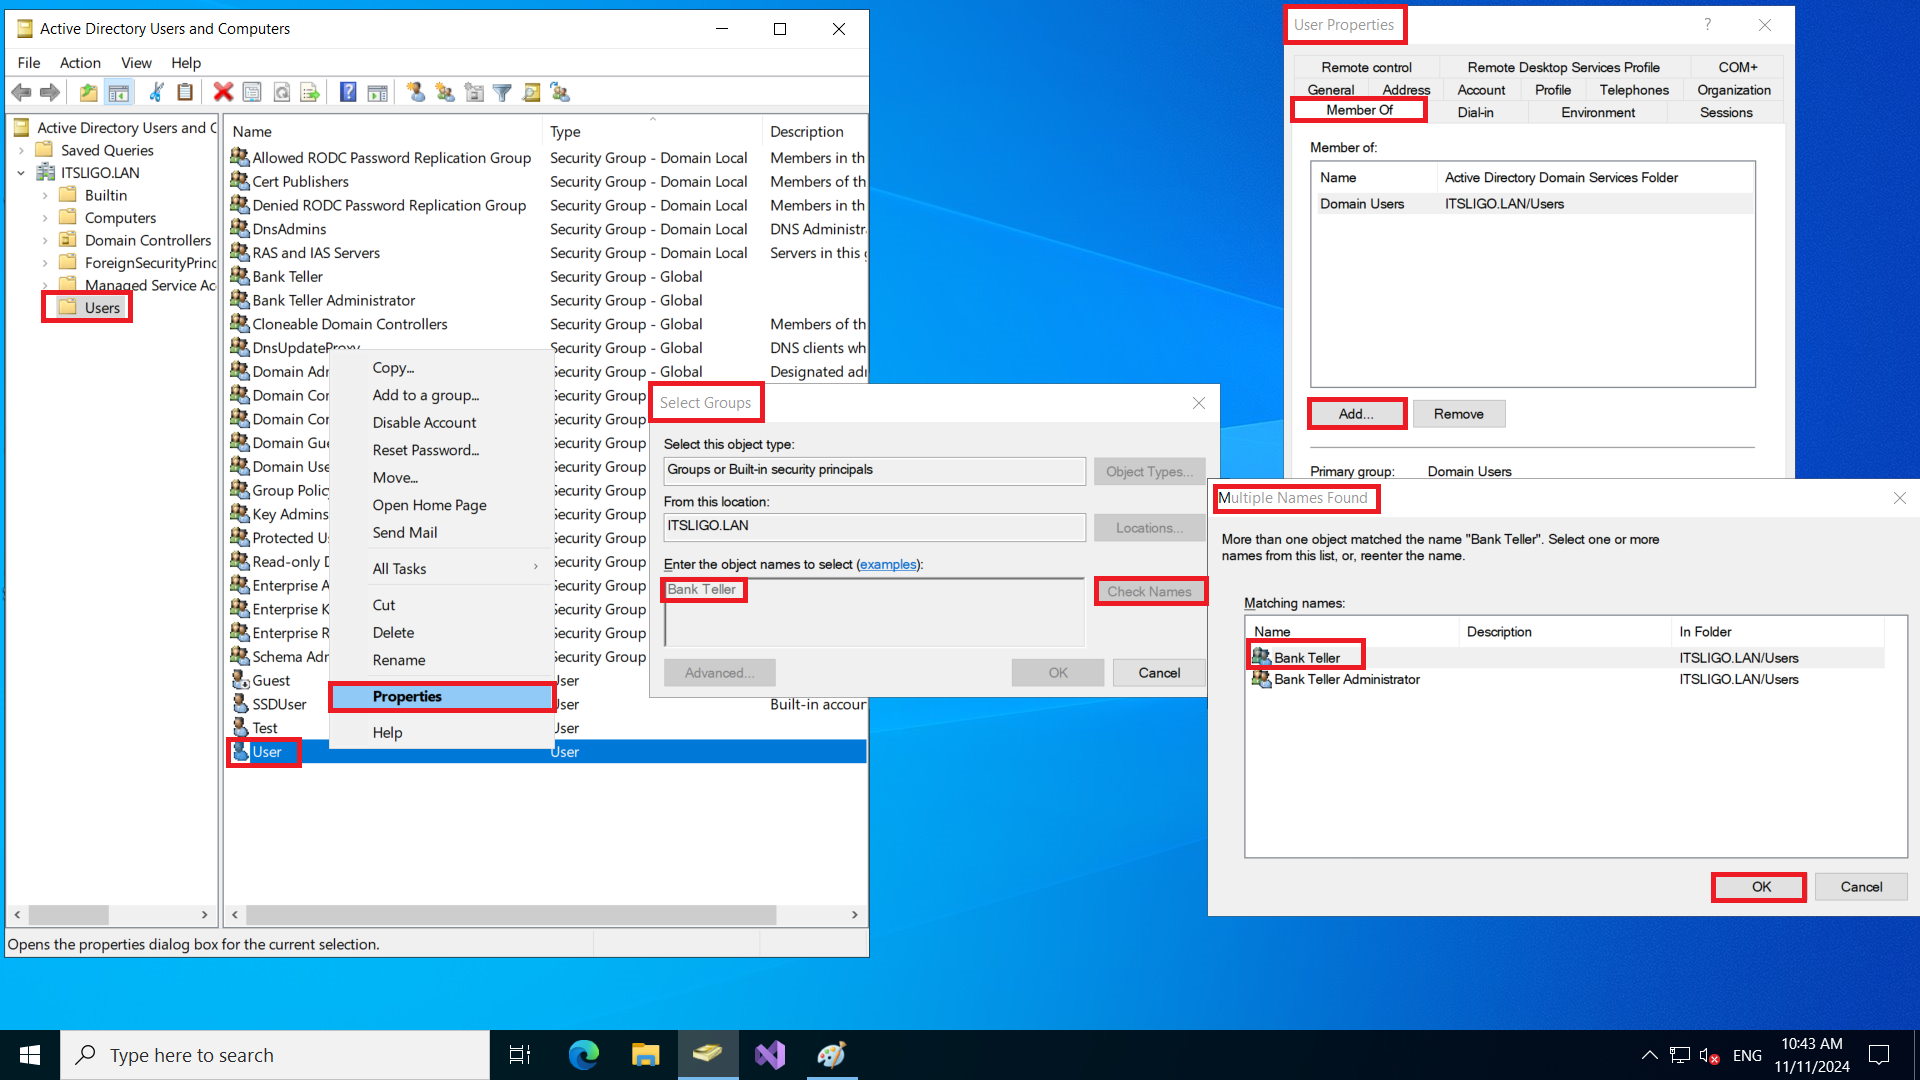 Active Directory Users and Computers
File Action View Help
Active Directory Users and C
Saved Queries
ITSLIGO.LAN
Builtin
Computers
Domain Controllers
ForeignSecurityPrinc
Managed Service Ac
Users
Name Type Description
Allowed RODC Password Replication Group Security Group - Domain Local Members in th
Cert Publishers Security Group - Domain Local Members of th
Denied RODC Password Replication Group Security Group - Domain Local Members in th
DnsAdmins Security Group - Domain Local DNS Administr
RAS and IAS Servers Security Group - Domain Local Servers in this
Bank Teller Security Group - Global
Bank Teller Administrator Security Group - Global
Cloneable Domain Controllers Security Group - Global Members of th
DnsUpdateProxy Security Group - Global DNS clients wh
Domain Adr Security Group - Global Designated adr
Domain Cor Security Group
Domain Cor Security Group
Domain Gue Security Group
Domain Use Security Group
Group Polic Security Group
Key Admins Security Group
Protected U Security Group
Read-only D Security Group
Enterprise A Security Group
Enterprise K Security Group
Enterprise R Security Group
Schema Adr Security Group
Guest User
SSDUser User Built-in accour
Test User
User User
Copy...
Add to a group...
Disable Account
Reset Password...
Move...
Open Home Page
Send Mail
All Tasks
Cut
Delete
Rename
Properties
Help
Opens the properties dialog box for the current selection.
Select Groups
Select this object type:
Groups or Built-in security principals Object Types...
From this location:
ITSLIGO.LAN Locations...
Enter the object names to select (examples):
Bank Teller Check Names
Advanced... OK Cancel
User Properties ?
Remote control Remote Desktop Services Profile COM+
General Address Account Profile Telephones Organization
Member Of Dial-in Environment Sessions
Member of:
Name Active Directory Domain Services Folder
Domain Users ITSLIGO.LAN/Users
Add... Remove
Primary group: Domain Users
Multiple Names Found
More than one object matched the name "Bank Teller". Select one or more
names from this list, or, reenter the name.
Matching names:
Name Description In Folder
Bank Teller ITSLIGO.LAN/Users
Bank Teller Administrator ITSLIGO.LAN/Users
OK Cancel
Type here to search
ENG
10:43 AM
11/11/2024